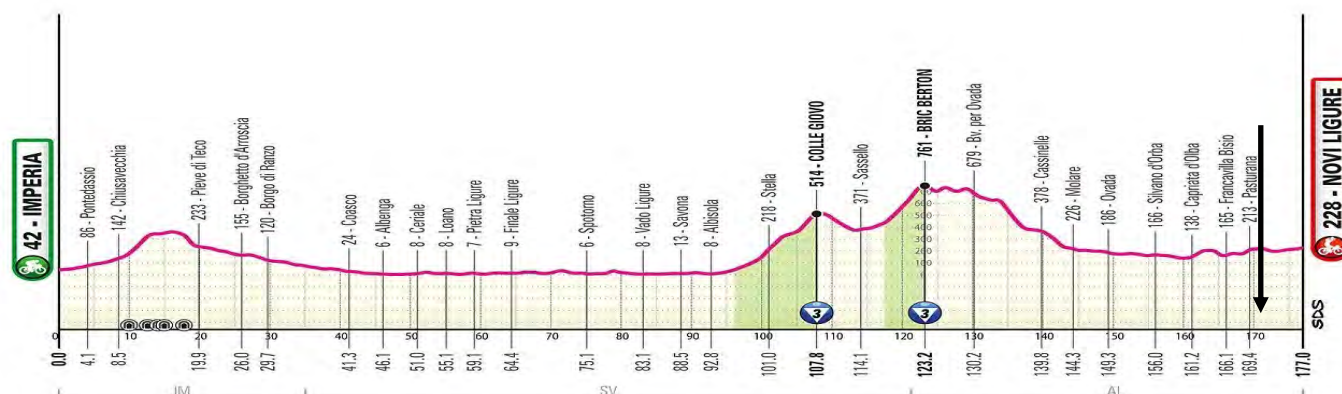 42 - IMPERIA
86 - Pontedassio
142 - Chiusavecchia
233 - Pieve di Teco
155 - Borghetto d'Arroscia
120 - Borgo di Ranzo
24 - Coasco
6 - Albenga
8 - Ceriale
8 - Loano
7 - Pietra Ligure
9 - Finale Ligure
6 - Spotorno
8 - Vado Ligure
13 - Savona
8 - Albisola
218 - Stella
514 - COLLE GIOVO
371 - Sassello
761 - BRIC BERTON
679 - Bv. per Ovada
378 - Cassinelle
226 - Molare
186 - Ovada
166 - Silvano d'Orba
138 - Capriata d'Olba
165 - Francavilla Bisio
213 - Pasturana
228 - NOVI LIGURE
600
500
400
300
200
100
0
3
3
SDS
0 10 20 30 40 50 60 70 80 90 100 110 120 130 140 150 160 170
0.0 4.1 8.5 19.9 26.0 29.7 41.3 46.1 51.0 55.1 59.1 64.4 75.1 83.1 88.5 92.8 101.0 107.8 114.1 123.2 130.2 139.8 144.3 149.3 156.0 161.2 166.1 169.4 177.0
IM SV AL